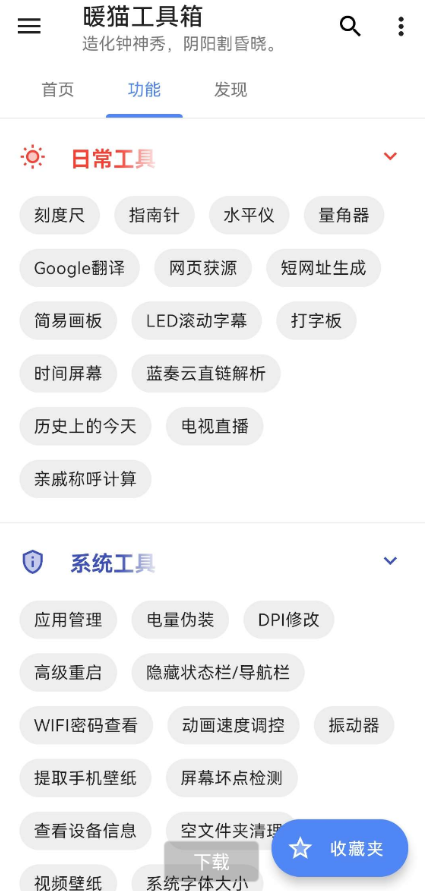 暖猫工具箱
造化钟神秀，阴阳割昏晓。
首页 功能 发现
日常工具
刻度尺 指南针 水平仪 量角器
Google翻译 网页获源 短网址生成
简易画板 LED滚动字幕 打字板
时间屏幕 蓝奏云直链解析
历史上的今天 电视直播
亲戚称呼计算
系统工具
应用管理 电量伪装 DPI修改
高级重启 隐藏状态栏/导航栏
WIFI密码查看 动画速度调控 振动器
提取手机壁纸 屏幕坏点检测
查看设备信息 空文件夹清理
下载 收藏夹
视频壁纸 系统字体大小